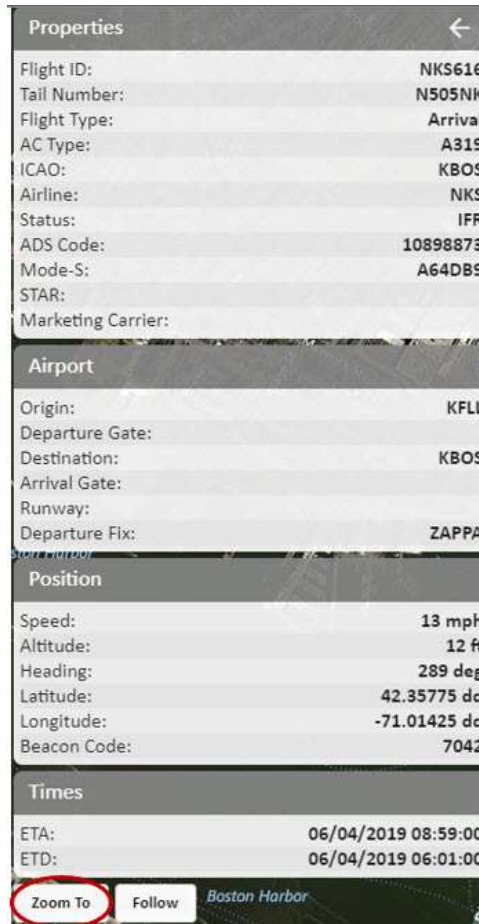 Properties
Flight ID: NKS616
Tail Number: N505NK
Flight Type: Arrival
AC Type: A319
ICAO: KBOS
Airline: NKS
Status: IFR
ADS Code: 10898873
Mode-S: A64DB9
STAR:
Marketing Carrier:
Airport
Origin: KFLL
Departure Gate:
Destination: KBOS
Arrival Gate:
Runway:
Departure Fix: ZAPPA
Boston Harbor
Position
Speed: 13 mph
Altitude: 12 ft
Heading: 289 deg
Latitude: 42.35775 dd
Longitude: -71.01425 dd
Beacon Code: 7042
Times
ETA: 06/04/2019 08:59:00
ETD: 06/04/2019 06:01:00
Zoom To Follow Boston Harbor